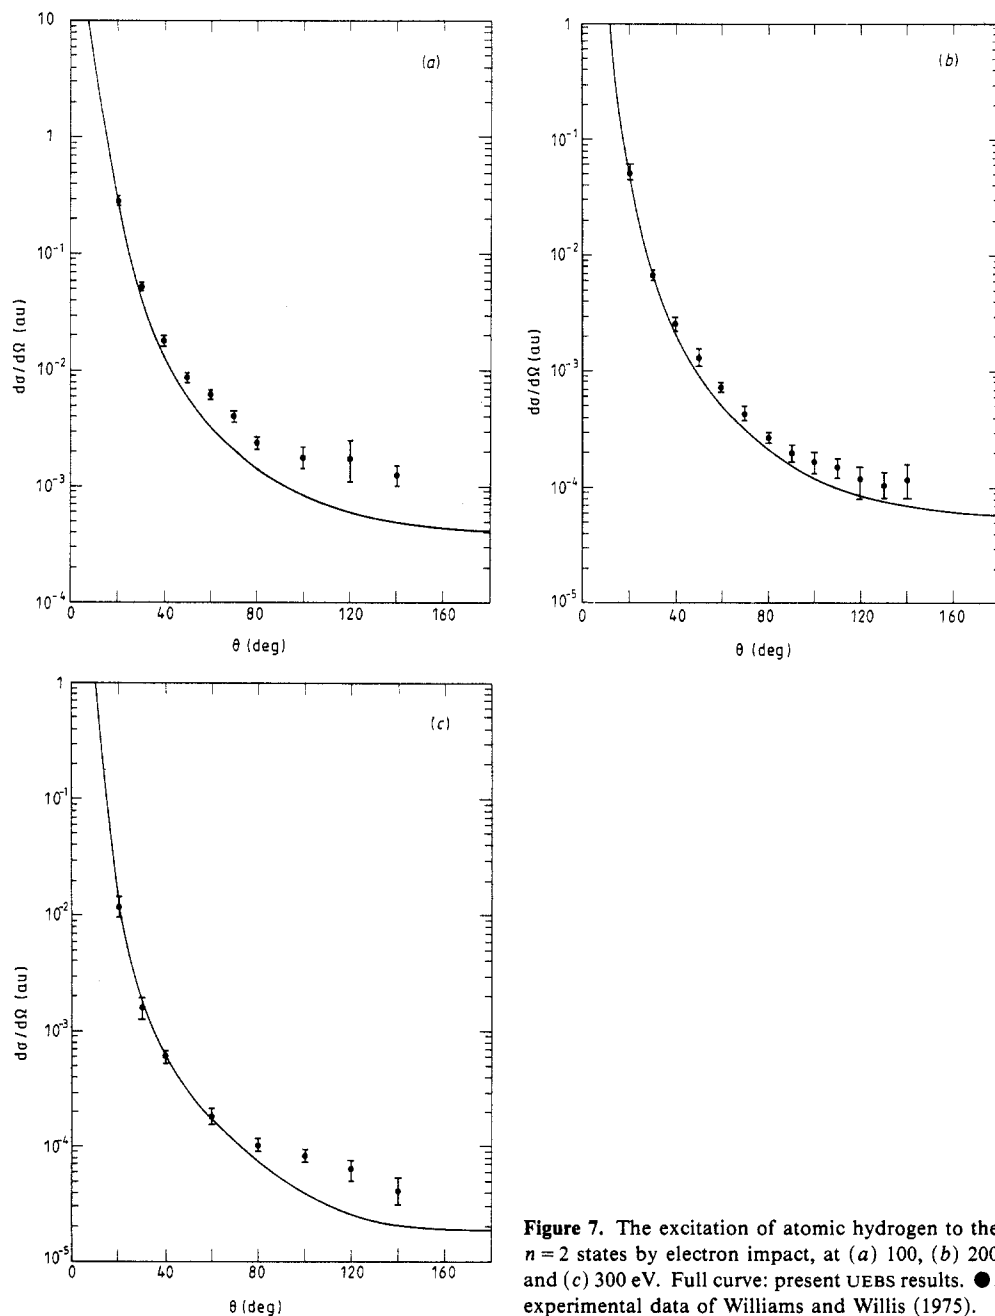 10
1
10⁻¹
10⁻²
10⁻³
10⁻⁴
dσ/dΩ (au)
(a)
0 40 80 120 160
θ (deg)
1
10⁻¹
10⁻²
10⁻³
10⁻⁴
10⁻⁵
dσ/dΩ (au)
(b)
0 40 80 120 160
θ (deg)
1
10⁻¹
10⁻²
10⁻³
10⁻⁴
10⁻⁵
dσ/dΩ (au)
(c)
0 40 80 120 160
θ (deg)
Figure 7. The excitation of atomic hydrogen to the
n = 2 states by electron impact, at (a) 100, (b) 200
and (c) 300 eV. Full curve: present UEBS results. ●
experimental data of Williams and Willis (1975).